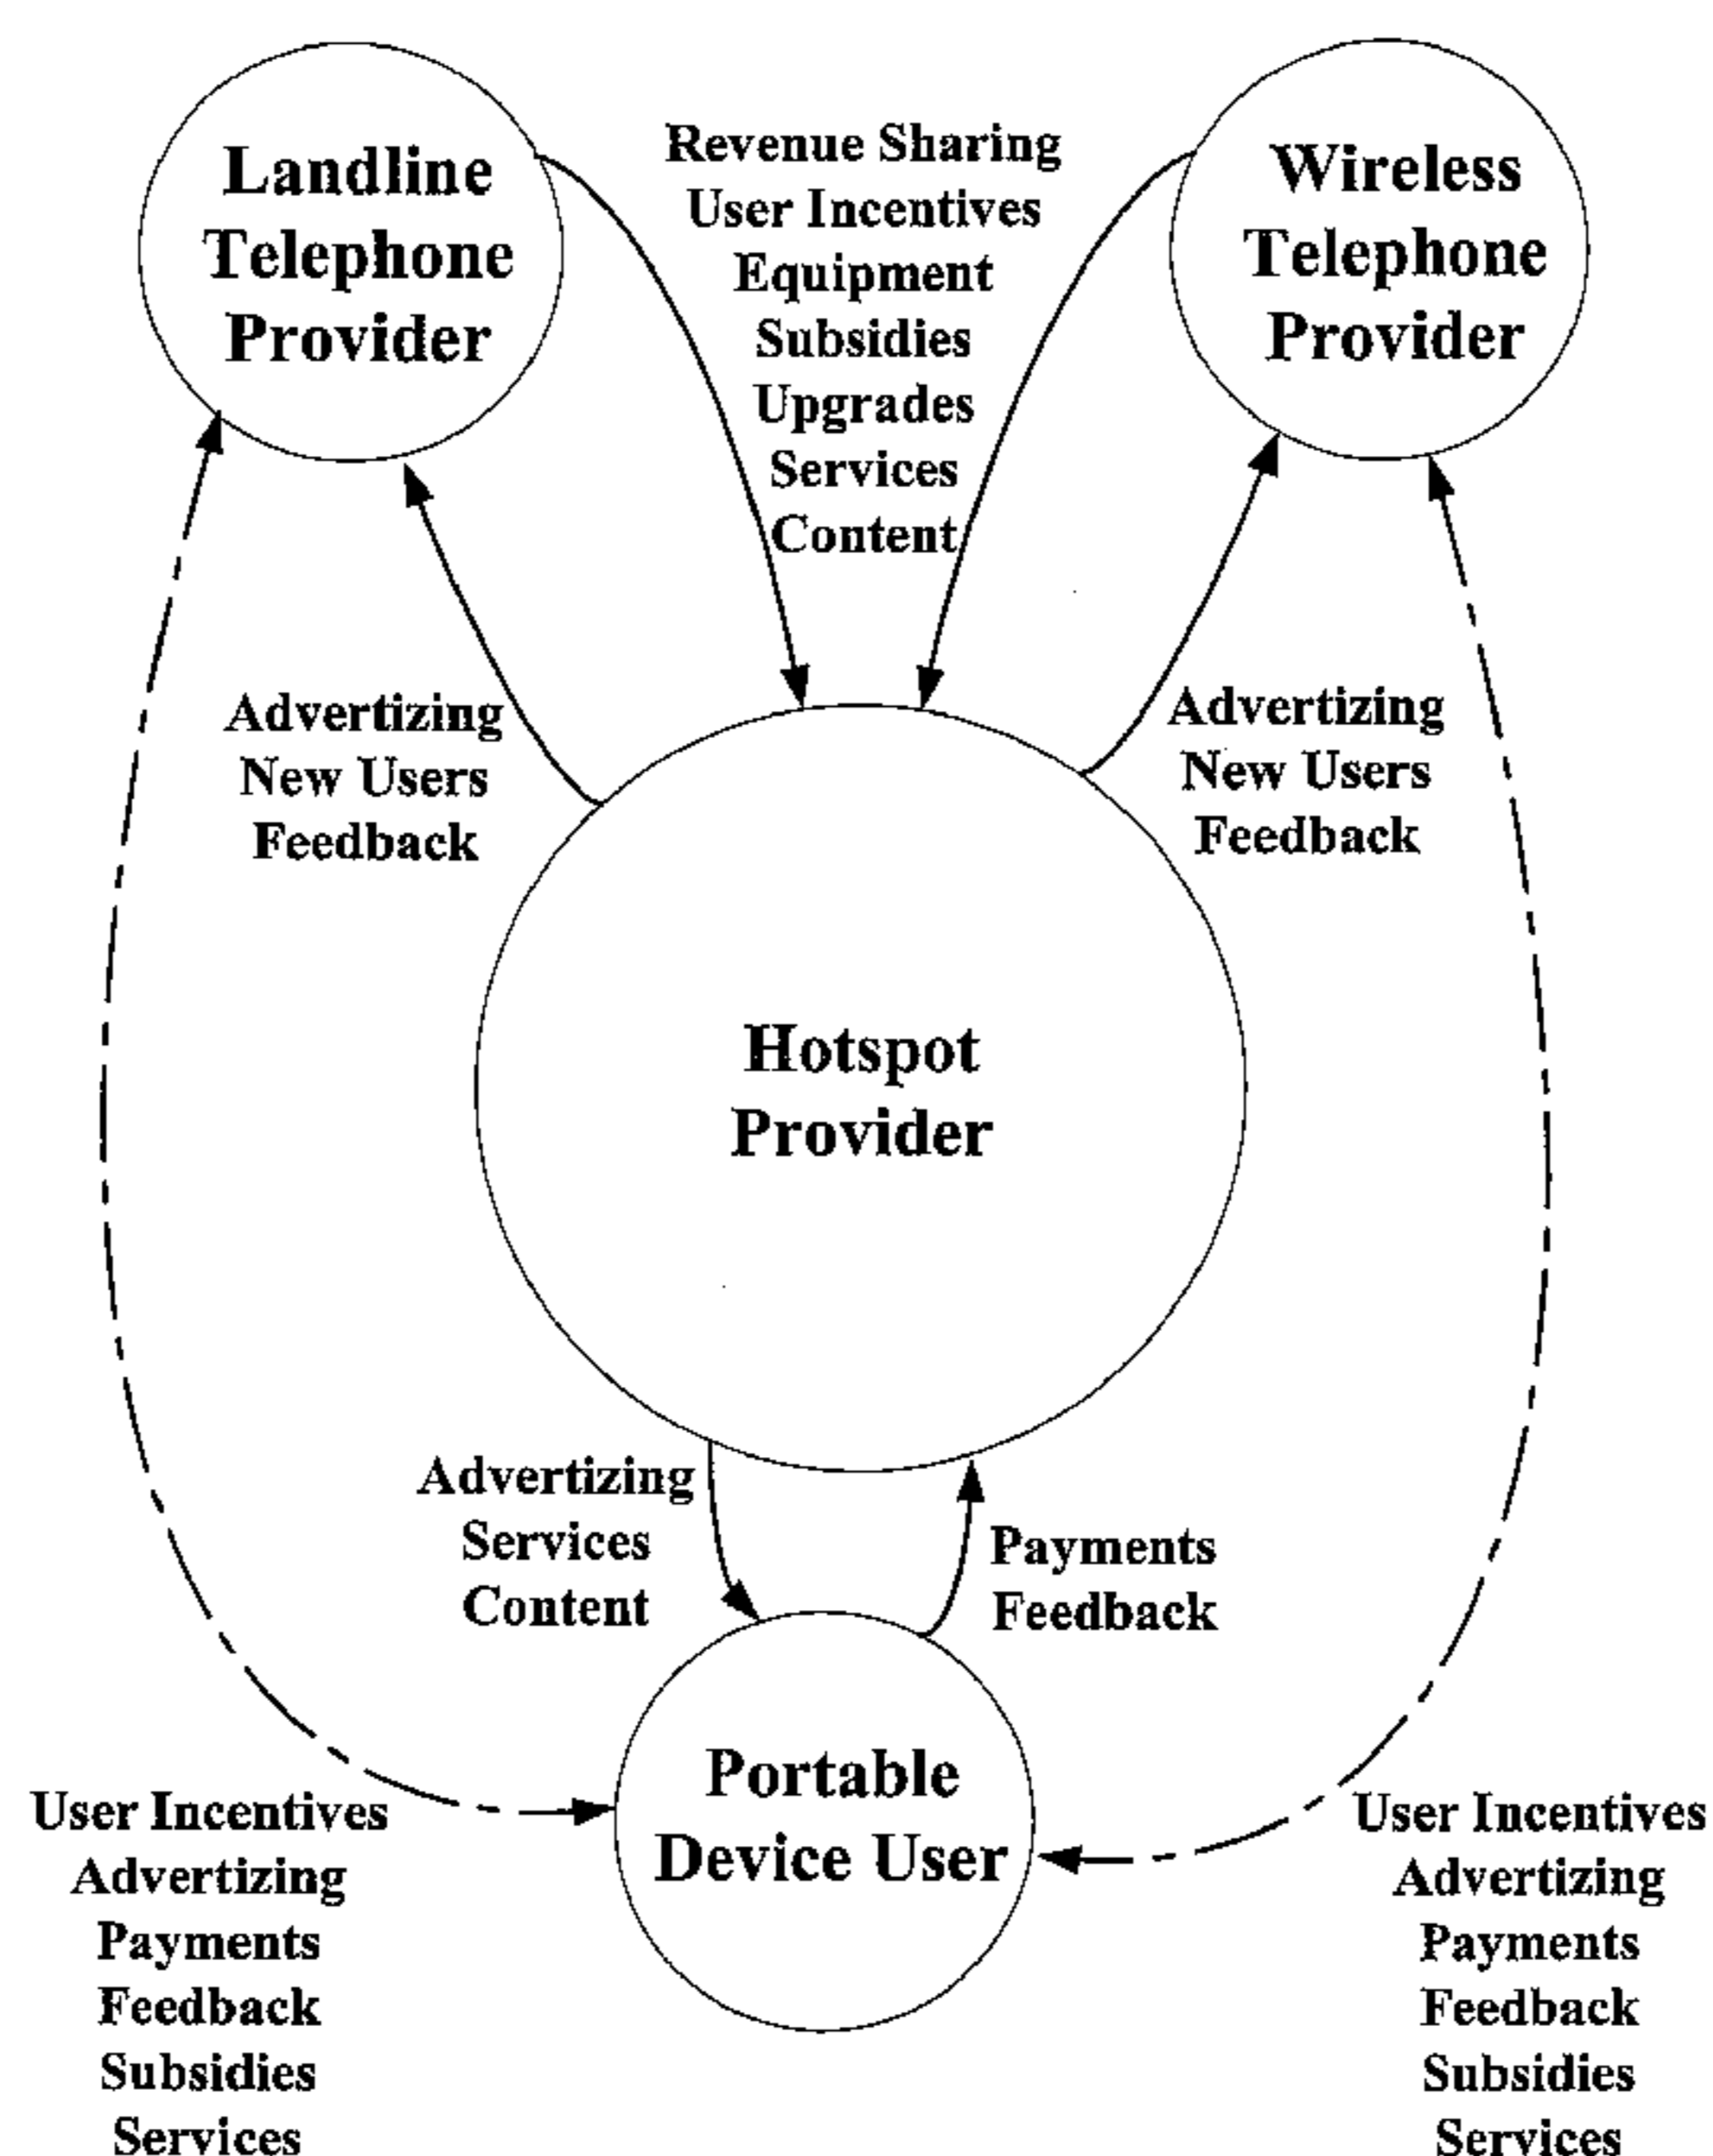 Landline
Telephone
Provider
Revenue Sharing
User Incentives
Equipment
Subsidies
Upgrades
Services
Content
Wireless
Telephone
Provider
Advertizing
New Users
Feedback
Advertizing
New Users
Feedback
Hotspot
Provider
Advertizing
Services
Content
Payments
Feedback
Portable
Device User
User Incentives
Advertizing
Payments
Feedback
Subsidies
Services
User Incentives
Advertizing
Payments
Feedback
Subsidies
Services